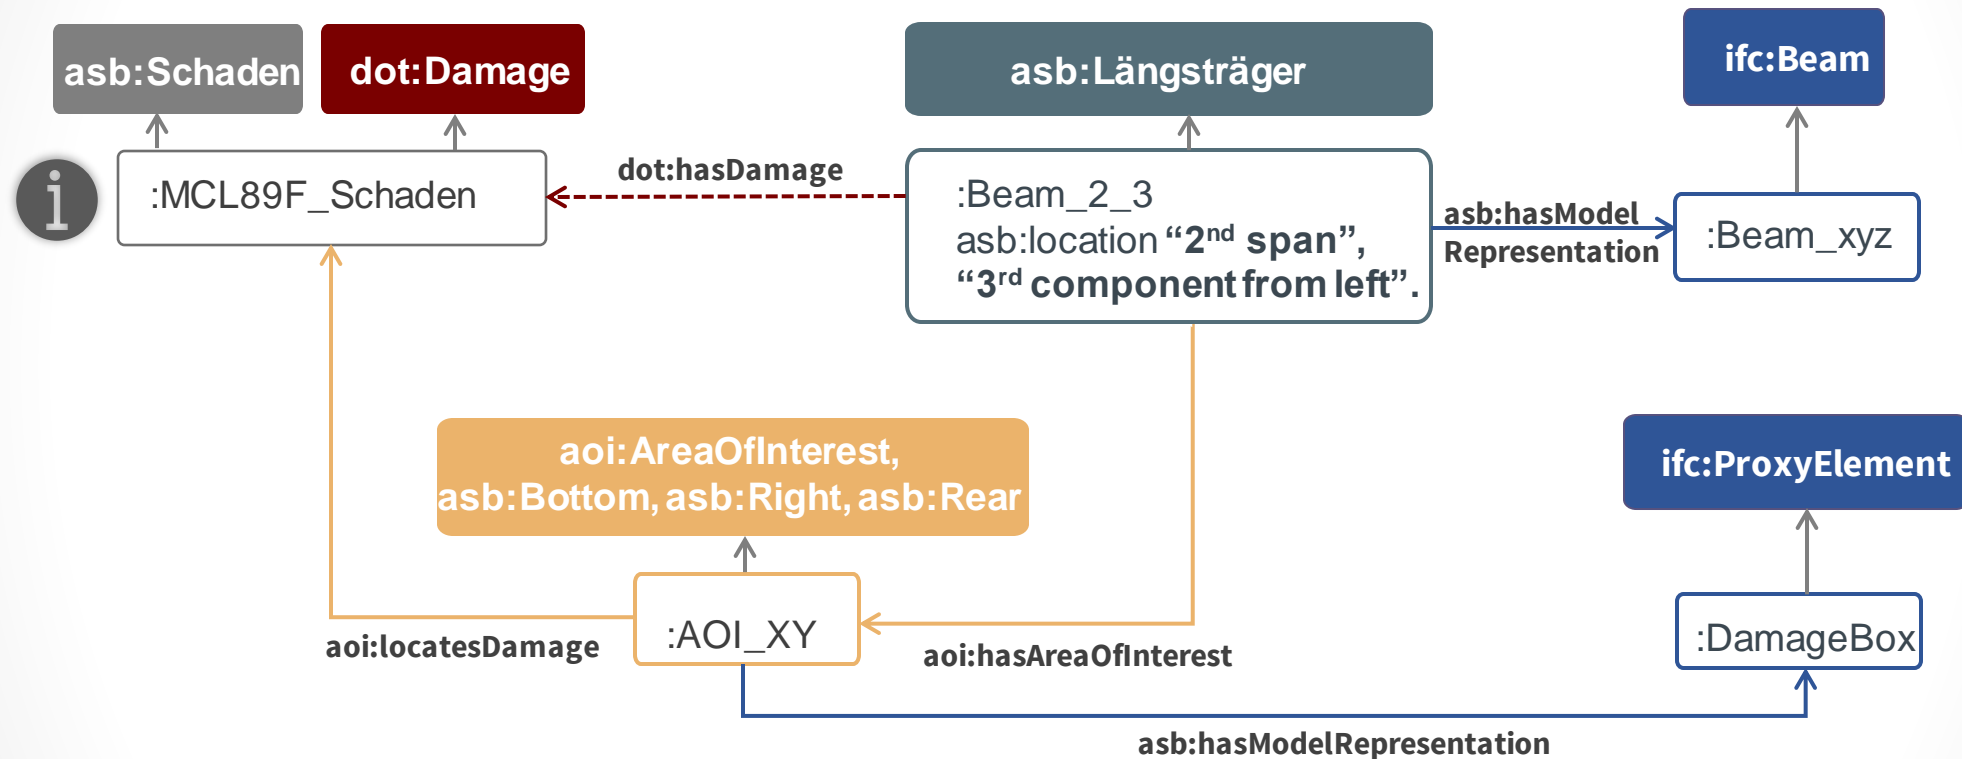 asb:Schaden
dot:Damage
asb:Längsträger
ifc:Beam
i
:MCL89F_Schaden
dot:hasDamage
:Beam_2_3
asb:location “2nd span”,
“3rd component from left”.
asb:hasModel
Representation
:Beam_xyz
aoi:AreaOfInterest,
asb:Bottom, asb:Right, asb:Rear
ifc:ProxyElement
:AOI_XY
aoi:locatesDamage
aoi:hasAreaOfInterest
:DamageBox
asb:hasModelRepresentation